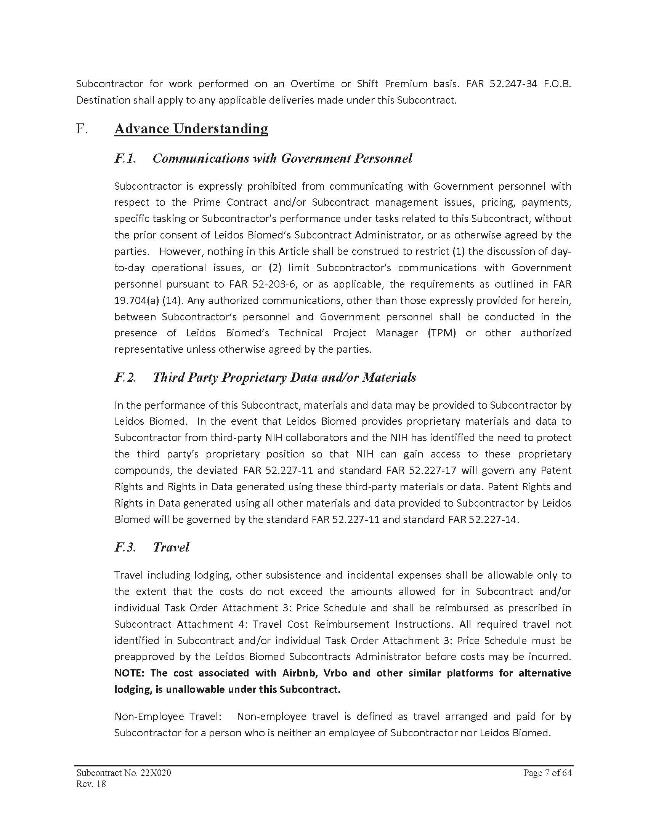 Subcontractor for work performed on an Overtime or Shift Premium basis. FAR 52.247-34 F.O.B.
Destination shall apply to any applicable deliveries made under this Subcontract.
F. Advance Understanding
F.1. Communications with Government Personnel
Subcontractor is expressly prohibited from communicating with Government personnel with
respect to the Prime Contract and/or Subcontract management issues, pricing, payments,
specific tasking or Subcontractor's performance under tasks related to this Subcontract, without
the prior consent of Leidos Biomed's Subcontract Administrator, or as otherwise agreed by the
parties. However, nothing in this Article shall be construed to restrict (1) the discussion of day-
to-day operational issues, or (2) limit Subcontractor's communications with Government
personnel pursuant to FAR 52-203-6, or as applicable, the requirements as outlined in FAR
19.704(a) (14). Any authorized communications, other than those expressly provided for herein,
between Subcontractor's personnel and Government personnel shall be conducted in the
presence of Leidos Biomed's Technical Project Manager (TPM) or other authorized
representative unless otherwise agreed by the parties.
F.2. Third Party Proprietary Data and/or Materials
In the performance of this Subcontract, materials and data may be provided to Subcontractor by
Leidos Biomed. In the event that Leidos Biomed provides proprietary materials and data to
Subcontractor from third-party NIH collaborators and the NIH has identified the need to protect
the third party's proprietary position so that NIH can gain access to these proprietary
compounds, the deviated FAR 52.227-11 and standard FAR 52.227-17 will govern any Patent
Rights and Rights in Data generated using these third-party materials or data. Patent Rights and
Rights in Data generated using all other materials and data provided to Subcontractor by Leidos
Biomed will be governed by the standard FAR 52.227-11 and standard FAR 52.227-14.
F.3. Travel
Travel including lodging, other subsistence and incidental expenses shall be allowable only to
the extent that the costs do not exceed the amounts allowed for in Subcontract and/or
individual Task Order Attachment 3: Price Schedule and shall be reimbursed as prescribed in
Subcontract Attachment 4: Travel Cost Reimbursement Instructions. All required travel not
identified in Subcontract and/or individual Task Order Attachment 3: Price Schedule must be
preapproved by the Leidos Biomed Subcontracts Administrator before costs may be incurred.
NOTE: The cost associated with Airbnb, Vrbo and other similar platforms for alternative
lodging, is unallowable under this Subcontract.
Non-Employee Travel: Non-employee travel is defined as travel arranged and paid for by
Subcontractor for a person who is neither an employee of Subcontractor nor Leidos Biomed.
Subcontract No. 22X020 Page 7 of 64
Rev. 18